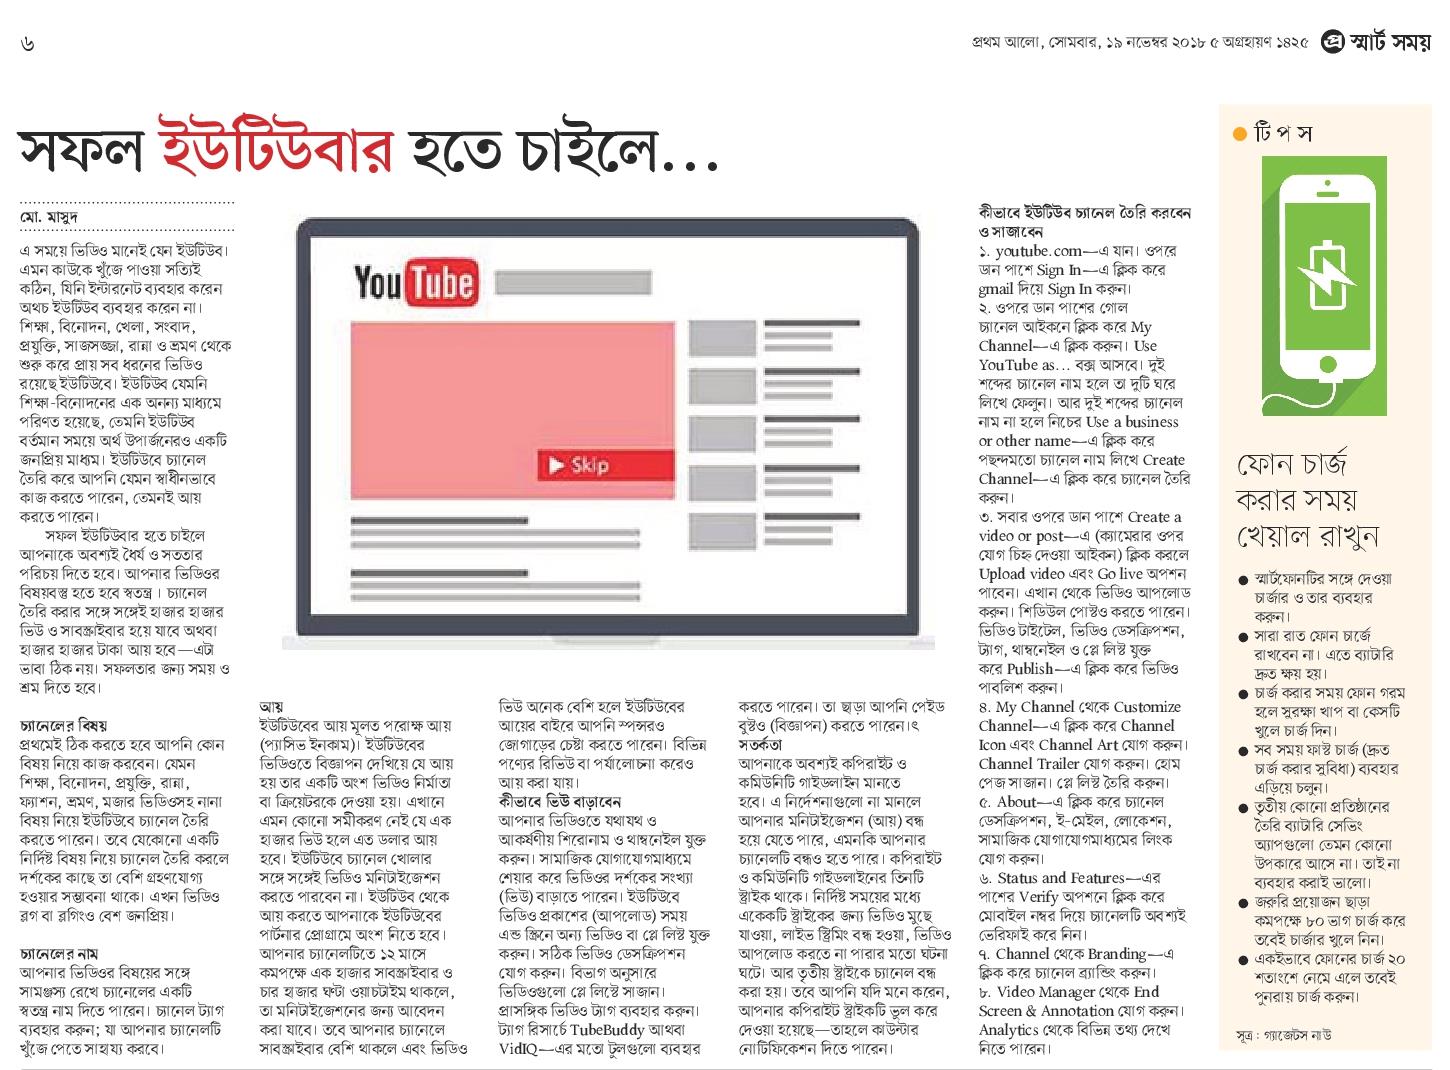 ৬
প্রথম আলো, সোমবার, ১৯ নভেম্বর ২০১৮ ৫ অগ্রহায়ণ ১৪২৫
প্র স্মার্ট সময়
সফল ইউটিউবার হতে চাইলে...
মো. মাসুদ
এ সময়ে ভিডিও মানেই যেন ইউটিউব।
এমন কাউকে খুঁজে পাওয়া সত্যিই
কঠিন, যিনি ইন্টারনেট ব্যবহার করেন
অথচ ইউটিউব ব্যবহার করেন না।
শিক্ষা, বিনোদন, খেলা, সংবাদ,
প্রযুক্তি, সাজসজ্জা, রান্না ও ভ্রমণ থেকে
শুরু করে প্রায় সব ধরনের ভিডিও
রয়েছে ইউটিউবে। ইউটিউব যেমনি
শিক্ষা-বিনোদনের এক অনন্য মাধ্যমে
পরিণত হয়েছে, তেমনি ইউটিউব
বর্তমান সময়ে অর্থ উপার্জনেরও একটি
জনপ্রিয় মাধ্যম। ইউটিউবে চ্যানেল
তৈরি করে আপনি যেমন স্বাধীনভাবে
কাজ করতে পারেন, তেমনই আয়
করতে পারেন।
সফল ইউটিউবার হতে চাইলে
আপনাকে অবশ্যই ধৈর্য ও সততার
পরিচয় দিতে হবে। আপনার ভিডিওর
বিষয়বস্তু হতে হবে স্বতন্ত্র। চ্যানেল
তৈরি করার সঙ্গে সঙ্গেই হাজার হাজার
ভিউ ও সাবস্ক্রাইবার হয়ে যাবে অথবা
হাজার হাজার টাকা আয় হবে—এটা
ভাবা ঠিক নয়। সফলতার জন্য সময় ও
শ্রম দিতে হবে।
চ্যানেলের বিষয়
প্রথমেই ঠিক করতে হবে আপনি কোন
বিষয় নিয়ে কাজ করবেন। যেমন
শিক্ষা, বিনোদন, প্রযুক্তি, রান্না,
ফ্যাশন, ভ্রমণ, মজার ভিডিওসহ নানা
বিষয় নিয়ে ইউটিউবে চ্যানেল তৈরি
করতে পারেন। তবে যেকোনো একটি
নির্দিষ্ট বিষয় নিয়ে চ্যানেল তৈরি করলে
দর্শকের কাছে তা বেশি গ্রহণযোগ্য
হওয়ার সম্ভাবনা থাকে। এখন ভিডিও
ব্লগ বা ব্লগিংও বেশ জনপ্রিয়।
চ্যানেলের নাম
আপনার ভিডিওর বিষয়ের সঙ্গে
সামঞ্জস্য রেখে চ্যানেলের একটি
স্বতন্ত্র নাম দিতে পারেন। চ্যানেল ট্যাগ
ব্যবহার করুন; যা আপনার চ্যানেলটি
খুঁজে পেতে সাহায্য করবে।
YouTube
Skip
আয়
ইউটিউবের আয় মূলত পরোক্ষ আয়
(প্যাসিভ ইনকাম)। ইউটিউবের
ভিডিওতে বিজ্ঞাপন দেখিয়ে যে আয়
হয় তার একটি অংশ ভিডিও নির্মাতা
বা ক্রিয়েটরকে দেওয়া হয়। এখানে
এমন কোনো সমীকরণ নেই যে এক
হাজার ভিউ হলে এত ডলার আয়
হবে। ইউটিউবে চ্যানেল খোলার
সঙ্গে সঙ্গেই ভিডিও মনিটাইজেশন
করতে পারবেন না। ইউটিউব থেকে
আয় করতে আপনাকে ইউটিউবের
পার্টনার প্রোগ্রামে অংশ নিতে হবে।
আপনার চ্যানেলটিতে ১২ মাসে
কমপক্ষে এক হাজার সাবস্ক্রাইবার ও
চার হাজার ঘণ্টা ওয়াচটাইম থাকলে,
তা মনিটাইজেশনের জন্য আবেদন
করা যাবে। তবে আপনার চ্যানেলে
সাবস্ক্রাইবার বেশি থাকলে এবং ভিডিও
ভিউ অনেক বেশি হলে ইউটিউবের
আয়ের বাইরে আপনি স্পন্সরও
জোগাড়ের চেষ্টা করতে পারেন। বিভিন্ন
পণ্যের রিভিউ বা পর্যালোচনা করেও
আয় করা যায়।
কীভাবে ভিউ বাড়াবেন
আপনার ভিডিওতে যথাযথ ও
আকর্ষণীয় শিরোনাম ও থাম্বনেইল যুক্ত
করুন। সামাজিক যোগাযোগমাধ্যমে
শেয়ার করে ভিডিওর দর্শকের সংখ্যা
(ভিউ) বাড়াতে পারেন। ইউটিউবে
ভিডিও প্রকাশের (আপলোড) সময়
এন্ড স্ক্রিনে অন্য ভিডিও বা প্লে লিস্ট যুক্ত
করুন। সঠিক ভিডিও ডেসক্রিপশন
যোগ করুন। বিভাগ অনুসারে
ভিডিওগুলো প্লে লিস্টে সাজান।
প্রাসঙ্গিক ভিডিও ট্যাগ ব্যবহার করুন।
ট্যাগ রিসার্চে TubeBuddy অথবা
VidIQ—এর মতো টুলগুলো ব্যবহার
করতে পারেন। তা ছাড়া আপনি পেইড
বুস্টও (বিজ্ঞাপন) করতে পারেন।ৎ
সতর্কতা
আপনাকে অবশ্যই কপিরাইট ও
কমিউনিটি গাইডলাইন মানতে
হবে। এ নির্দেশনাগুলো না মানলে
আপনার মনিটাইজেশন (আয়) বন্ধ
হয়ে যেতে পারে, এমনকি আপনার
চ্যানেলটি বন্ধও হতে পারে। কপিরাইট
ও কমিউনিটি গাইডলাইনের তিনটি
স্ট্রাইক থাকে। নির্দিষ্ট সময়ের মধ্যে
একেকটি স্ট্রাইকের জন্য ভিডিও মুছে
যাওয়া, লাইভ স্ট্রিমিং বন্ধ হওয়া, ভিডিও
আপলোড করতে না পারার মতো ঘটনা
ঘটে। আর তৃতীয় স্ট্রাইকে চ্যানেল বন্ধ
করা হয়। তবে আপনি যদি মনে করেন,
আপনার কপিরাইট স্ট্রাইকটি ভুল করে
দেওয়া হয়েছে—তাহলে কাউন্টার
নোটিফিকেশন দিতে পারেন।
কীভাবে ইউটিউব চ্যানেল তৈরি করবেন
ও সাজাবেন
১. youtube.com—এ যান। ওপরে
ডান পাশে Sign In—এ ক্লিক করে
gmail দিয়ে Sign In করুন।
২. ওপরে ডান পাশের গোল
চ্যানেল আইকনে ক্লিক করে My
Channel—এ ক্লিক করুন। Use
YouTube as... বক্স আসবে। দুই
শব্দের চ্যানেল নাম হলে তা দুটি ঘরে
লিখে ফেলুন। আর দুই শব্দের চ্যানেল
নাম না হলে নিচের Use a business
or other name—এ ক্লিক করে
পছন্দমতো চ্যানেল নাম লিখে Create
Channel—এ ক্লিক করে চ্যানেল তৈরি
করুন।
৩. সবার ওপরে ডান পাশে Create a
video or post—এ (ক্যামেরার ওপর
যোগ চিহ্ন দেওয়া আইকন) ক্লিক করলে
Upload video এবং Go live অপশন
পাবেন। এখান থেকে ভিডিও আপলোড
করুন। শিডিউল পোস্টও করতে পারেন।
ভিডিও টাইটেল, ভিডিও ডেসক্রিপশন,
ট্যাগ, থাম্বনেইল ও প্লে লিস্ট যুক্ত
করে Publish—এ ক্লিক করে ভিডিও
পাবলিশ করুন।
৪. My Channel থেকে Customize
Channel—এ ক্লিক করে Channel
Icon এবং Channel Art যোগ করুন।
Channel Trailer যোগ করুন। হোম
পেজ সাজান। প্লে লিস্ট তৈরি করুন।
৫. About—এ ক্লিক করে চ্যানেল
ডেসক্রিপশন, ই-মেইল, লোকেশন,
সামাজিক যোগাযোগমাধ্যমের লিংক
যোগ করুন।
৬. Status and Features—এর
পাশের Verify অপশনে ক্লিক করে
মোবাইল নম্বর দিয়ে চ্যানেলটি অবশ্যই
ভেরিফাই করে নিন।
৭. Channel থেকে Branding—এ
ক্লিক করে চ্যানেল ব্র্যান্ডিং করুন।
৮. Video Manager থেকে End
Screen & Annotation যোগ করুন।
Analytics থেকে বিভিন্ন তথ্য দেখে
নিতে পারেন।
● টি প স
ফোন চার্জ
করার সময়
খেয়াল রাখুন
● স্মার্টফোনটির সঙ্গে দেওয়া
চার্জার ও তার ব্যবহার
করুন।
● সারা রাত ফোন চার্জে
রাখবেন না। এতে ব্যাটারি
দ্রুত ক্ষয় হয়।
● চার্জ করার সময় ফোন গরম
হলে সুরক্ষা খাপ বা কেসটি
খুলে চার্জ দিন।
● সব সময় ফাস্ট চার্জ (দ্রুত
চার্জ করার সুবিধা) ব্যবহার
এড়িয়ে চলুন।
● তৃতীয় কোনো প্রতিষ্ঠানের
তৈরি ব্যাটারি সেভিং
অ্যাপগুলো তেমন কোনো
উপকারে আসে না। তাই না
ব্যবহার করাই ভালো।
● জরুরি প্রয়োজন ছাড়া
কমপক্ষে ৮০ ভাগ চার্জ করে
তবেই চার্জার খুলে নিন।
● একইভাবে ফোনের চার্জ ২০
শতাংশে নেমে এলে তবেই
পুনরায় চার্জ করুন।
সূত্র: গ্যাজেটস নাউ